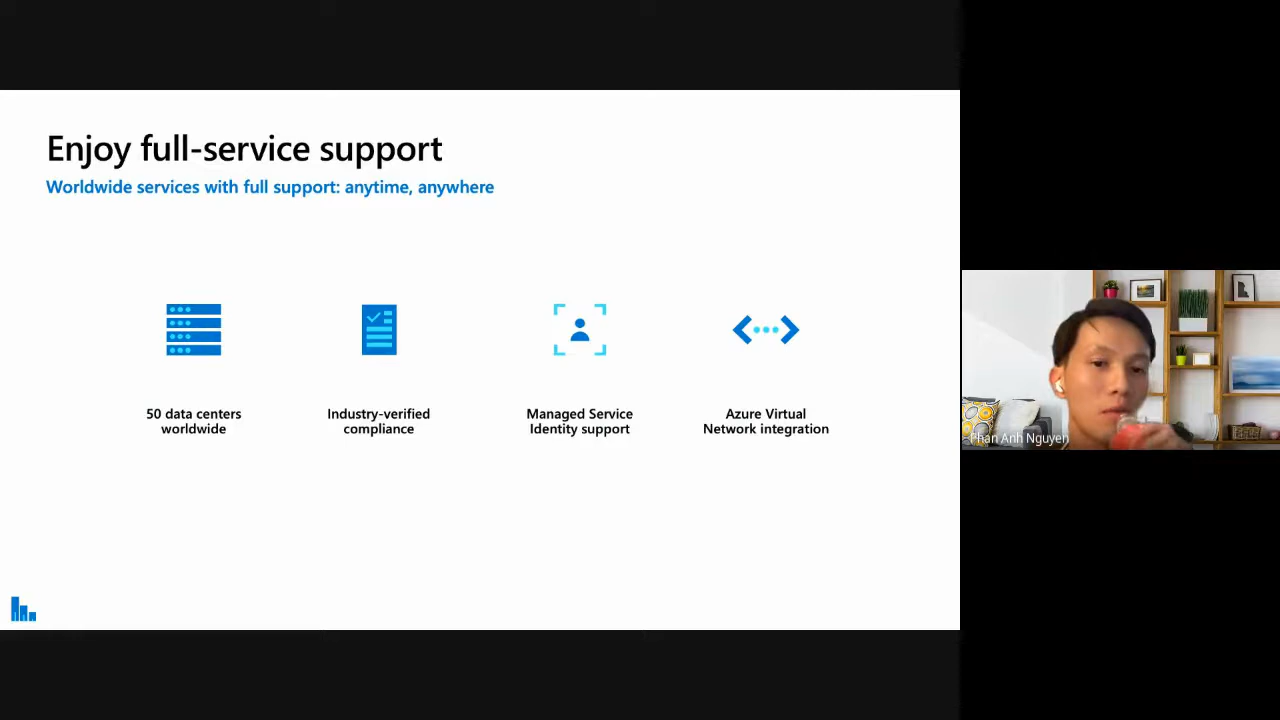 Enjoy full-service support
Worldwide services with full support: anytime, anywhere
50 data centers
worldwide
Industry-verified
compliance
Managed Service
Identity support
Azure Virtual
Network integration
Phan Anh Nguyen